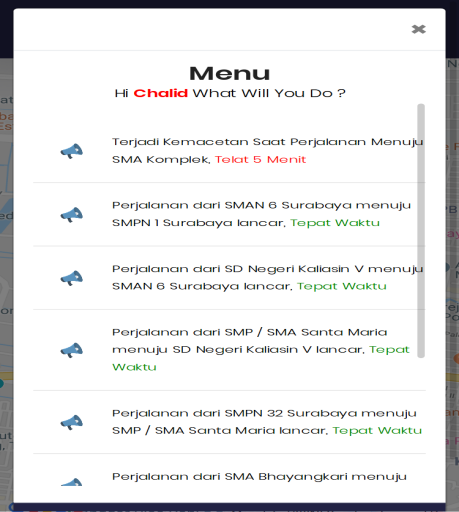 Menu
Hi Chalid What Will You Do ?
Terjadi Kemacetan Saat Perjalanan Menuju
SMA Komplek, Telat 5 Menit
Perjalanan dari SMAN 6 Surabaya menuju
SMPN 1 Surabaya lancar, Tepat Waktu
Perjalanan dari SD Negeri Kaliasin V menuju
SMAN 6 Surabaya lancar, Tepat Waktu
Perjalanan dari SMP / SMA Santa Maria
menuju SD Negeri Kaliasin V lancar, Tepat
Waktu
Perjalanan dari SMPN 32 Surabaya menuju
SMP / SMA Santa Maria lancar, Tepat Waktu
Perjalanan dari SMA Bhayangkari menuju